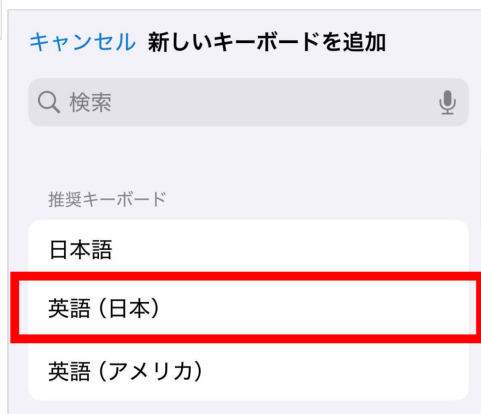 キャンセル 新しいキーボードを追加
検索
推奨キーボード
日本語
英語（日本）
英語（アメリカ）